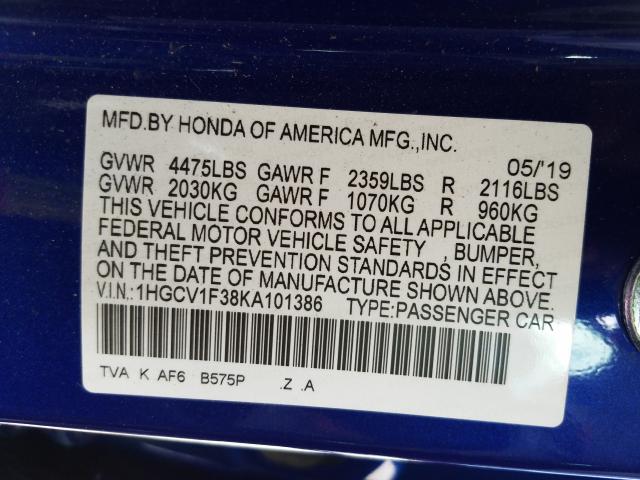 MFD.BY HONDA OF AMERICA MFG.,INC.
05/'19
GVWR 4475LBS GAWR F 2359LBS R 2116LBS
GVWR 2030KG GAWR F 1070KG R 960KG
THIS VEHICLE CONFORMS TO ALL APPLICABLE
FEDERAL MOTOR VEHICLE SAFETY , BUMPER,
AND THEFT PREVENTION STANDARDS IN EFFECT
ON THE DATE OF MANUFACTURE SHOWN ABOVE.
V.I.N.:1HGCV1F38KA101386 TYPE:PASSENGER CAR
TVA K AF6 B575P .Z .A